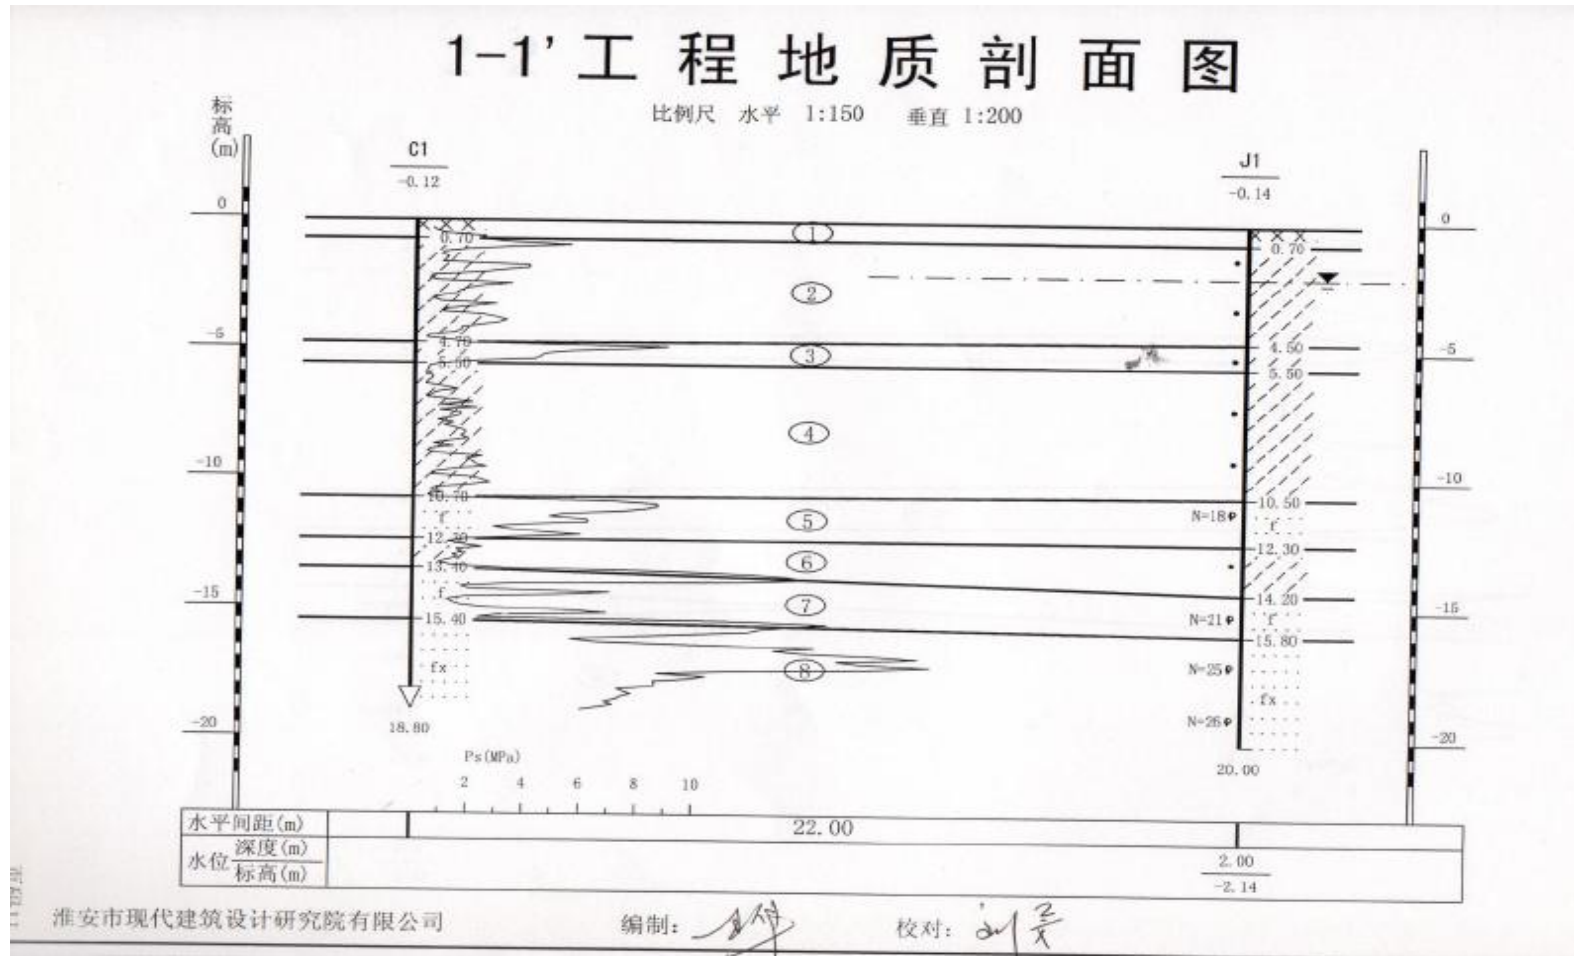 1-1' 工 程 地 质 剖 面 图
比例尺 水平 1:150 垂直 1:200
标高(m)
C1
-0.12
J1
-0.14
0
0
①
0.70
0.70
②
-5
4.70
③
4.50
-5
5.50
5.50
④
-10
-10
10.70
10.50
f
⑤
N=18
f
12.30
12.30
⑥
13.40
-15
f
⑦
14.20
-15
15.40
N=21
f
15.80
fx
⑧
N=25
fx
-20
18.80
N=26
-20
Ps(MPa)
20.00
2 4 6 8 10
水平间距(m)
22.00
水位 深度(m)
标高(m)
2.00
-2.14
淮安市现代建筑设计研究院有限公司 编制: 校对: